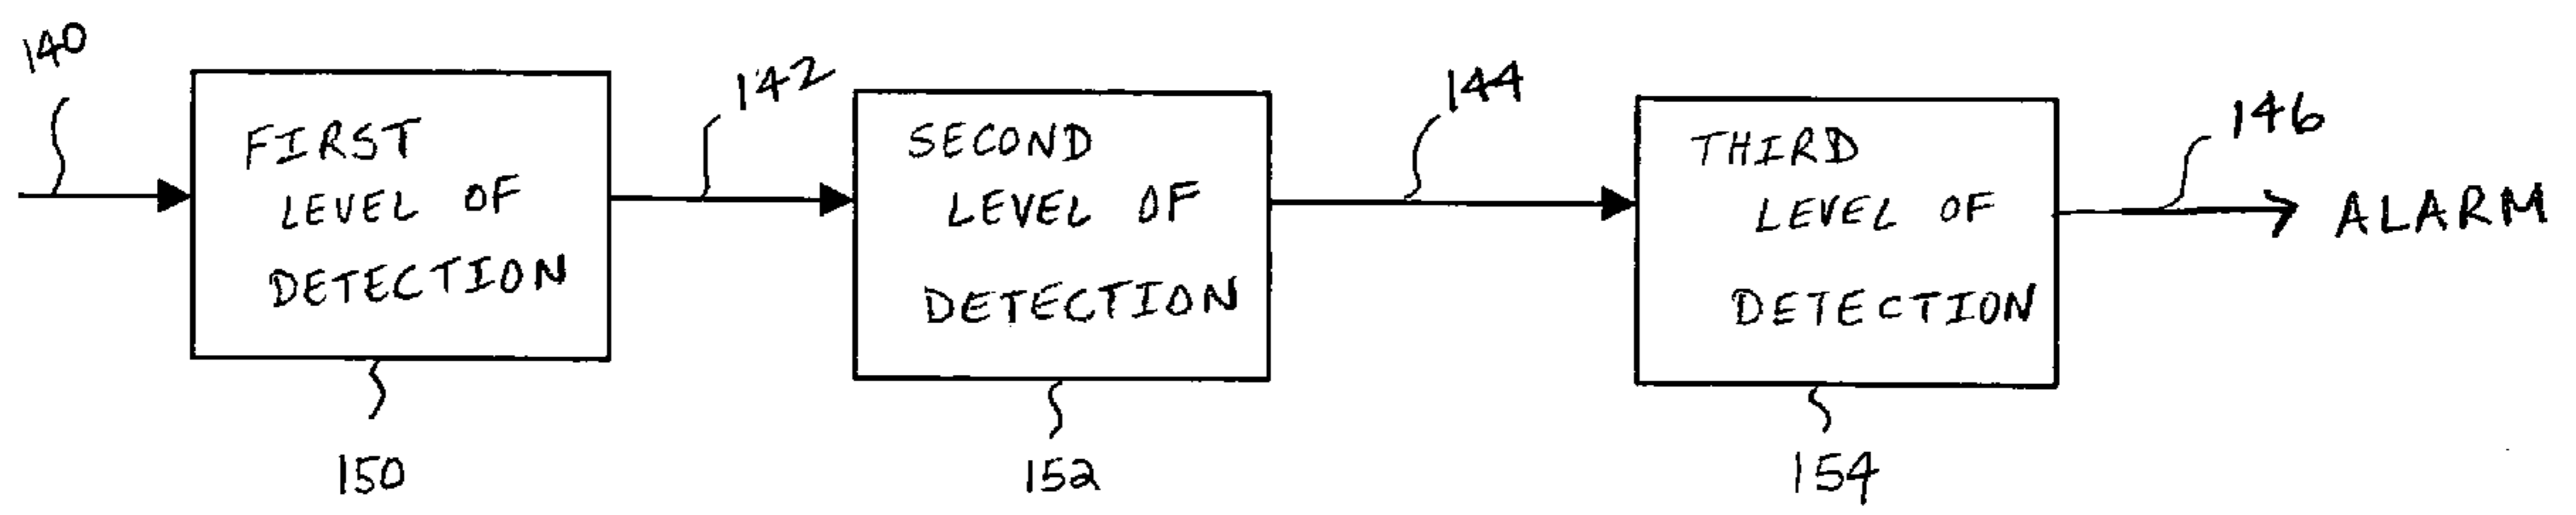 140
FIRST
LEVEL OF
DETECTION
150
142
SECOND
LEVEL OF
DETECTION
152
144
THIRD
LEVEL OF
DETECTION
154
146
ALARM